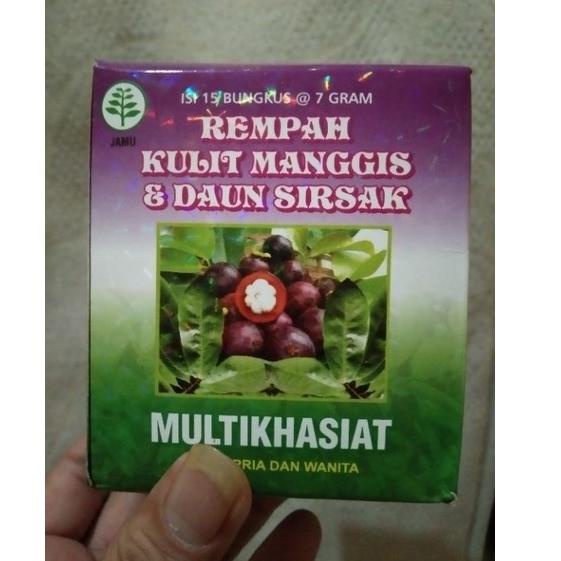 ISI 15 BUNGKUS @ 7 GRAM
JAMU
REMPAH
KULIT MANGGIS
& DAUN SIRSAK
MULTIKHASIAT
PRIA DAN WANITA